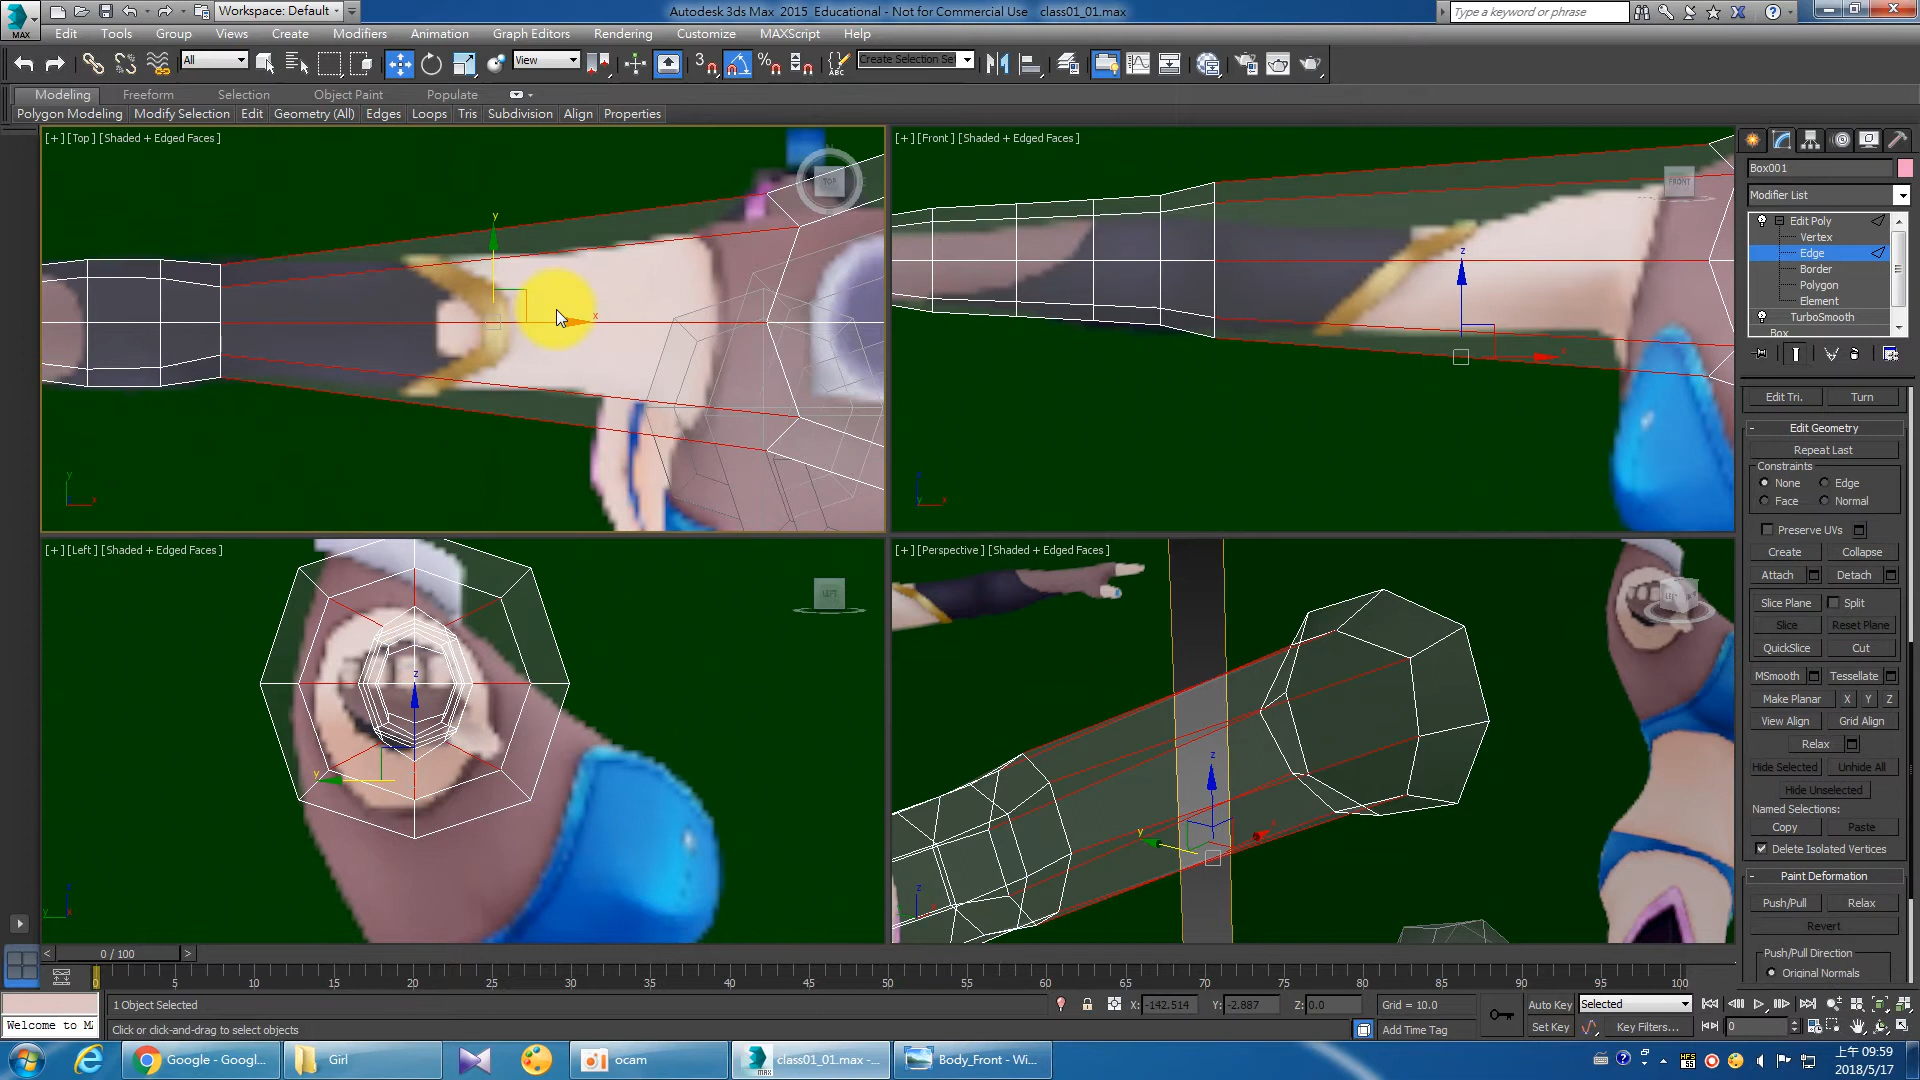 Workspace: Default
Autodesk 3ds Max 2015 Educational - Not for Commercial Use class01_01.max
Type a keyword or phrase
MAX
Edit Tools Group Views Create Modifiers Animation Graph Editors Rendering Customize MAXScript Help
All
View
3
Create Selection Se
Modeling Freeform Selection Object Paint Populate
Polygon Modeling Modify Selection Edit Geometry (All) Edges Loops Tris Subdivision Align Properties
[+][Top][Shaded + Edged Faces]
TOP
y
x
[+][Front][Shaded + Edged Faces]
FRONT
z
x
[+][Left][Shaded + Edged Faces]
LEFT
z
y
[+][Perspective][Shaded + Edged Faces]
z
y
Box001
Modifier List
Edit Poly
Vertex
Edge
Border
Polygon
Element
TurboSmooth
Box
Edit Tri. Turn
- Edit Geometry
Repeat Last
Constraints
None Edge
Face Normal
Preserve UVs
Create Collapse
Attach Detach
Slice Plane Split
Slice Reset Plane
QuickSlice Cut
MSmooth Tessellate
Make Planar X Y Z
View Align Grid Align
Relax
Hide Selected Unhide All
Hide Unselected
Named Selections:
Copy Paste
Delete Isolated Vertices
- Paint Deformation
Push/Pull Relax
Revert
Push/Pull Direction
Original Normals
< 0 / 100 >
0 5 10 15 20 25 30 35 40 45 50 55 60 65 70 75 80 85 90 95 100
1 Object Selected
X: -142.514 Y: -2.887 Z: 0.0 Grid = 10.0
Auto Key Selected
Welcome to M
Click or click-and-drag to select objects
Add Time Tag
Set Key Key Filters... 0
Google - Googl...
Girl
ocam
class01_01.max -...
Body_Front - Wi...
上午 09:59
2018/5/17